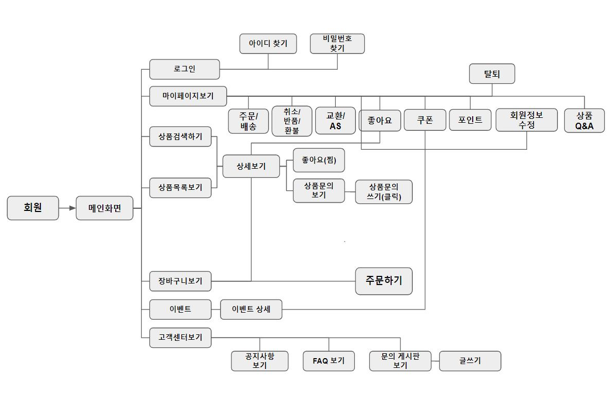 아이디 찾기
비밀번호
찾기
로그인
탈퇴
마이페이지보기
주문/
배송
취소/
반품/
환불
교환/
AS
좋아요
쿠폰
포인트
회원정보
수정
상품
Q&A
상품검색하기
상세보기
좋아요(찜)
상품목록보기
상품문의
보기
상품문의
쓰기(클릭)
회원
메인화면
장바구니보기
주문하기
이벤트
이벤트 상세
고객센터보기
공지사항
보기
FAQ 보기
문의 게시판
보기
글쓰기